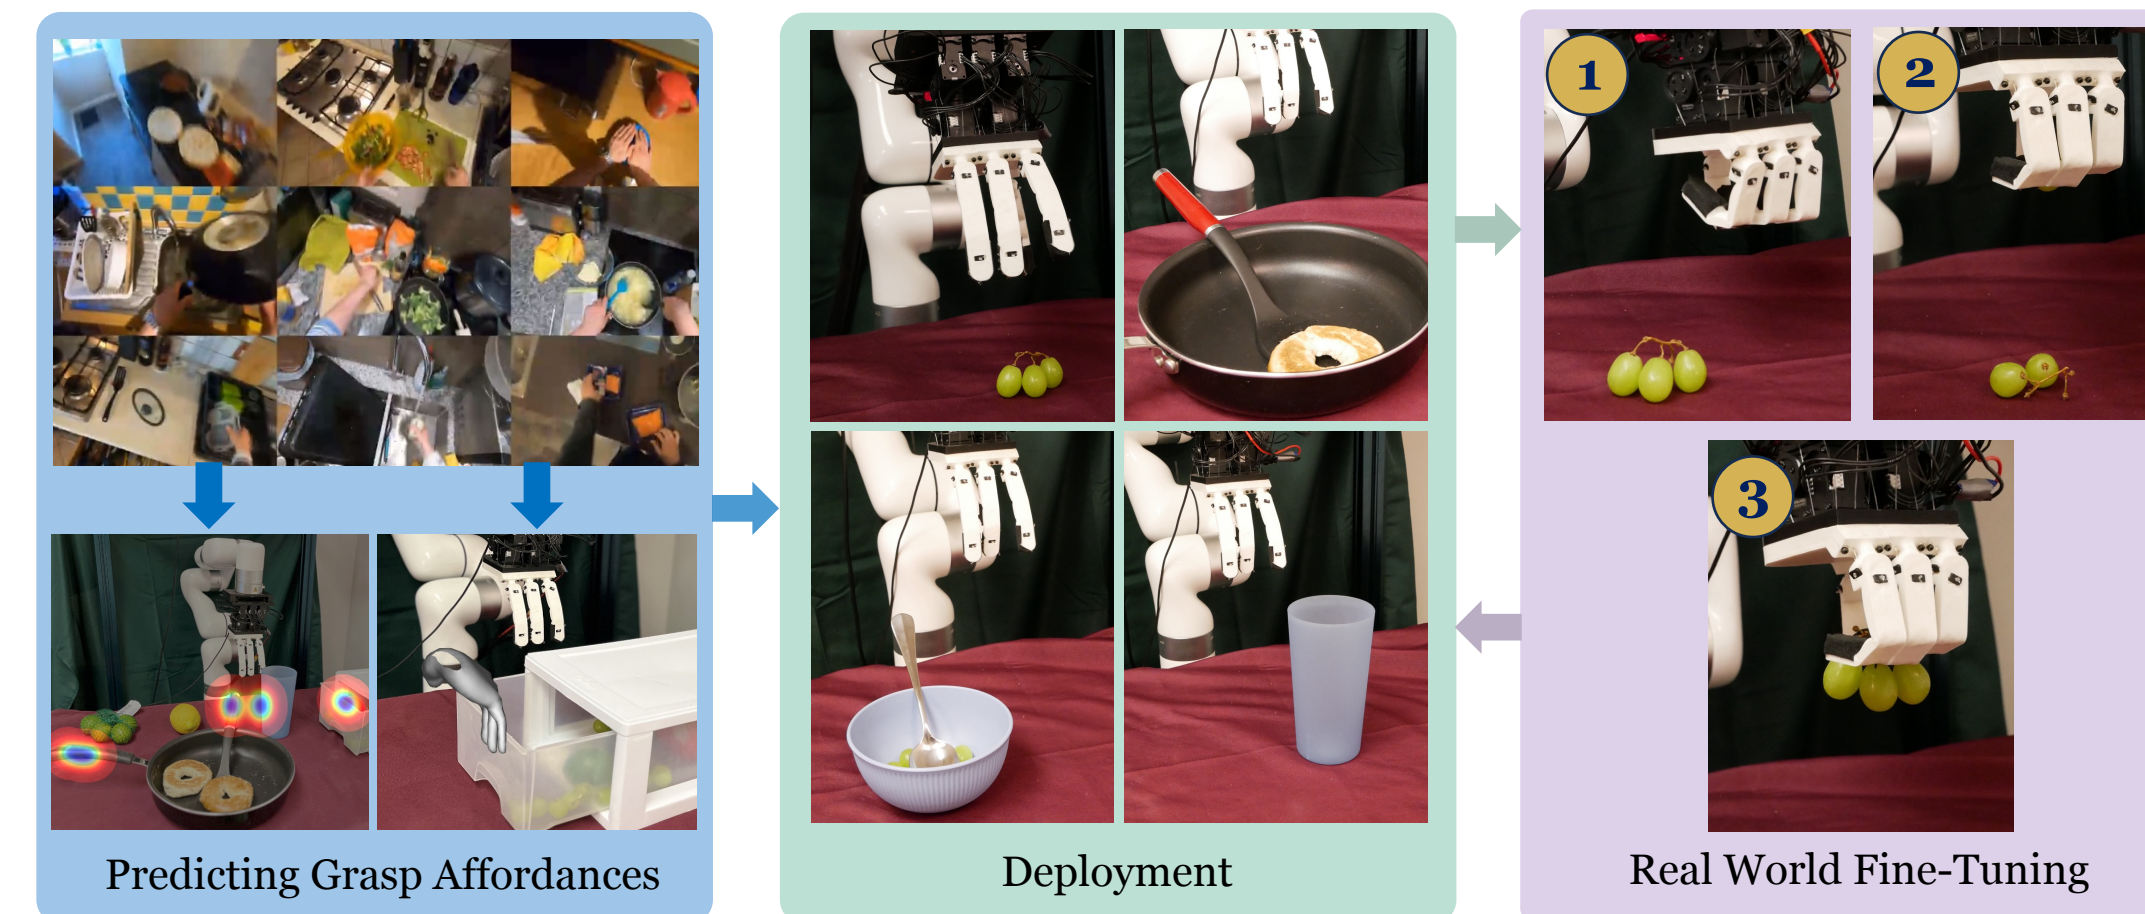 1
2
3
Predicting Grasp Affordances
Deployment
Real World Fine-Tuning